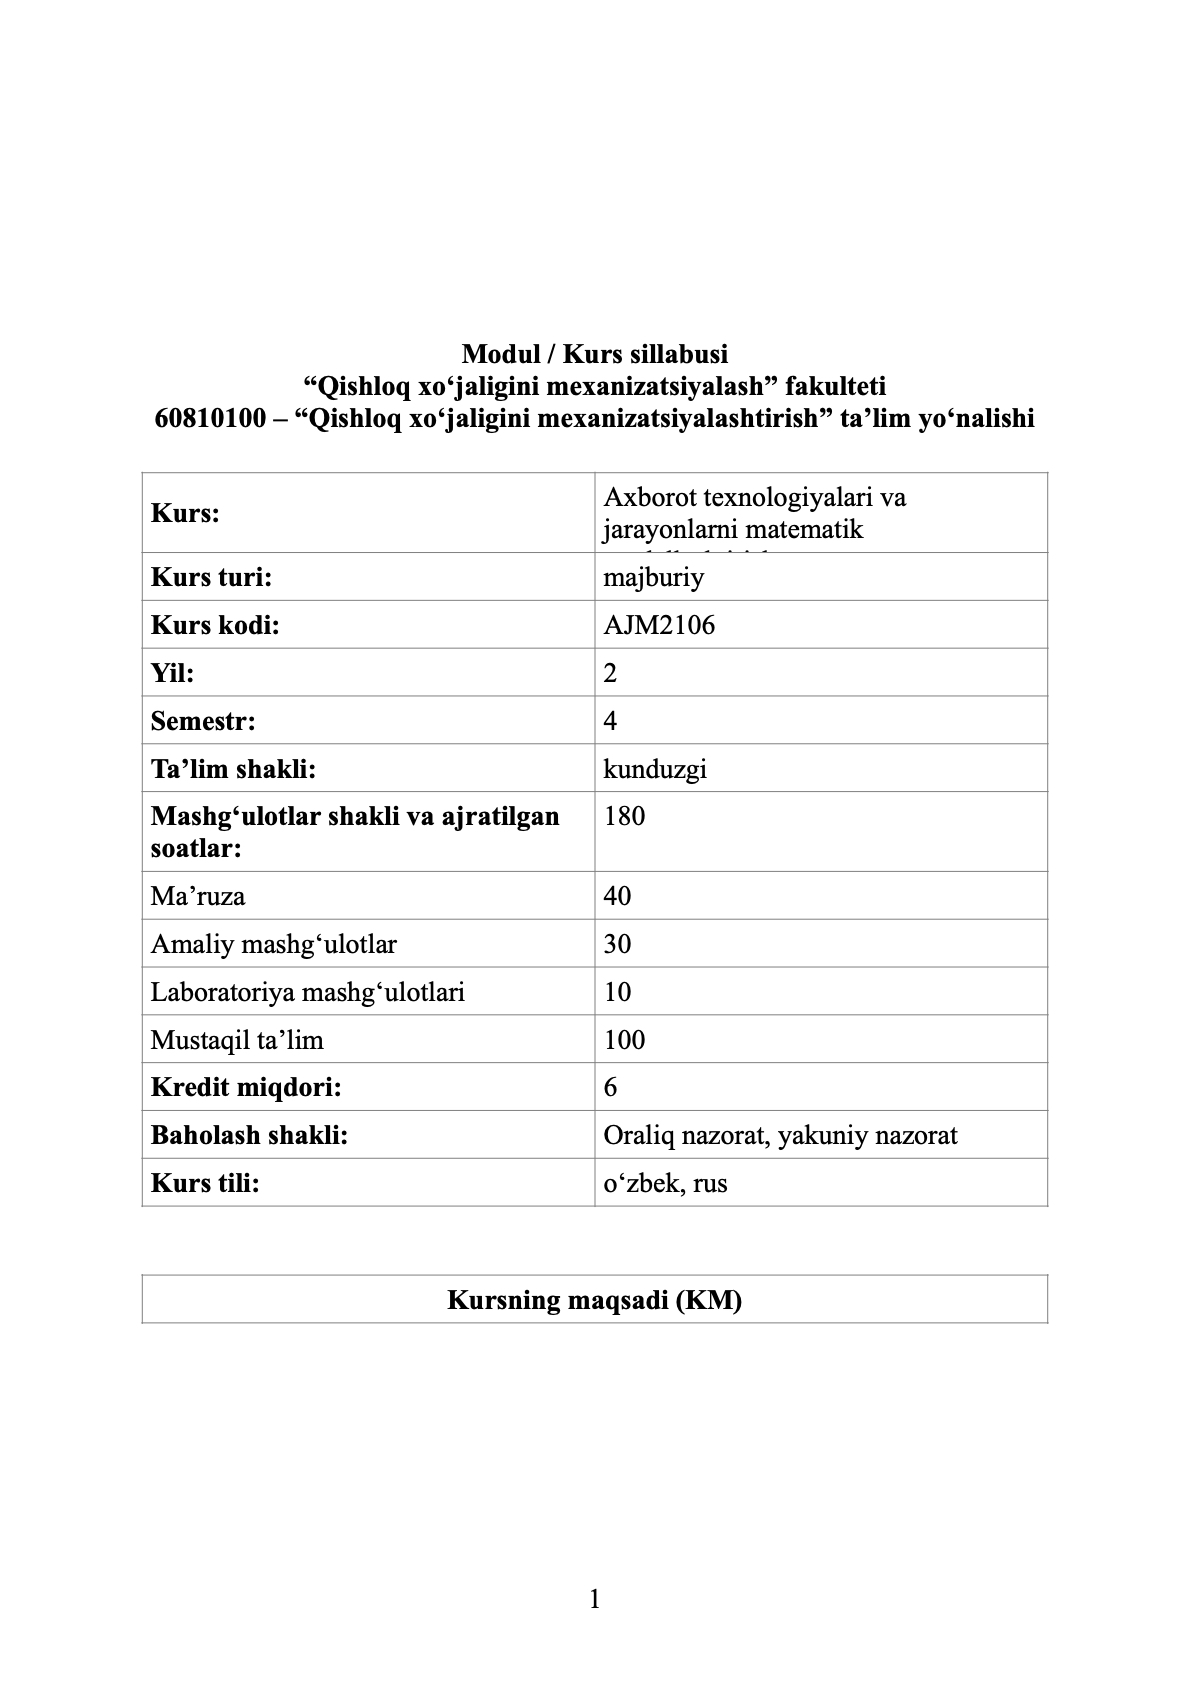 Modul / Kurs sillabusi
“Qishloq xo‘jaligini mexanizatsiyalash” fakulteti
60810100 – “Qishloq xo‘jaligini mexanizatsiyalashtirish” ta’lim yo‘nalishi
Kurs:
Axborot texnologiyalari va
jarayonlarni matematik
Kurs turi: majburiy
Kurs kodi: AJM2106
Yil: 2
Semestr: 4
Ta’lim shakli: kunduzgi
Mashg‘ulotlar shakli va ajratilgan
soatlar:
180
Ma’ruza 40
Amaliy mashg‘ulotlar 30
Laboratoriya mashg‘ulotlari 10
Mustaqil ta’lim 100
Kredit miqdori: 6
Baholash shakli: Oraliq nazorat, yakuniy nazorat
Kurs tili: o‘zbek, rus
Kursning maqsadi (KM)
1